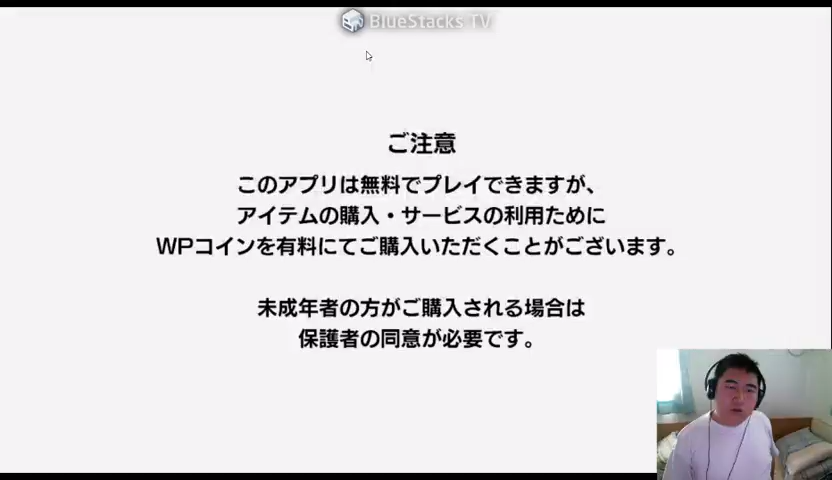 BlueStacks TV
ご注意
このアプリは無料でプレイできますが、
アイテムの購入・サービスの利用ために
WPコインを有料にてご購入いただくことがございます。
未成年者の方がご購入される場合は
保護者の同意が必要です。